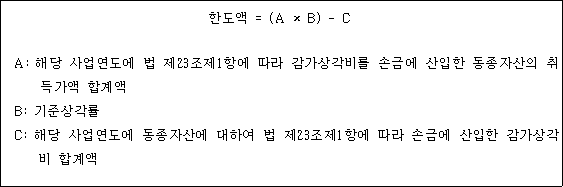 한도액 = (A × B) - C
A: 해당 사업연도에 법 제23조제1항에 따라 감가상각비를 손금에 산입한 동종자산의 취
득가액 합계액
B: 기준상각률
C: 해당 사업연도에 동종자산에 대하여 법 제23조제1항에 따라 손금에 산입한 감가상각
비 합계액